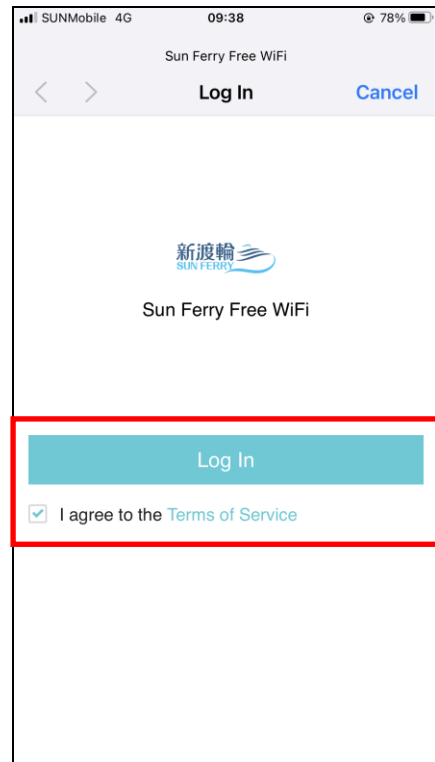 SUNMobile 4G 09:38 78%
Sun Ferry Free WiFi
Log In Cancel
新渡輪
SUN FERRY
Sun Ferry Free WiFi
Log In
I agree to the Terms of Service